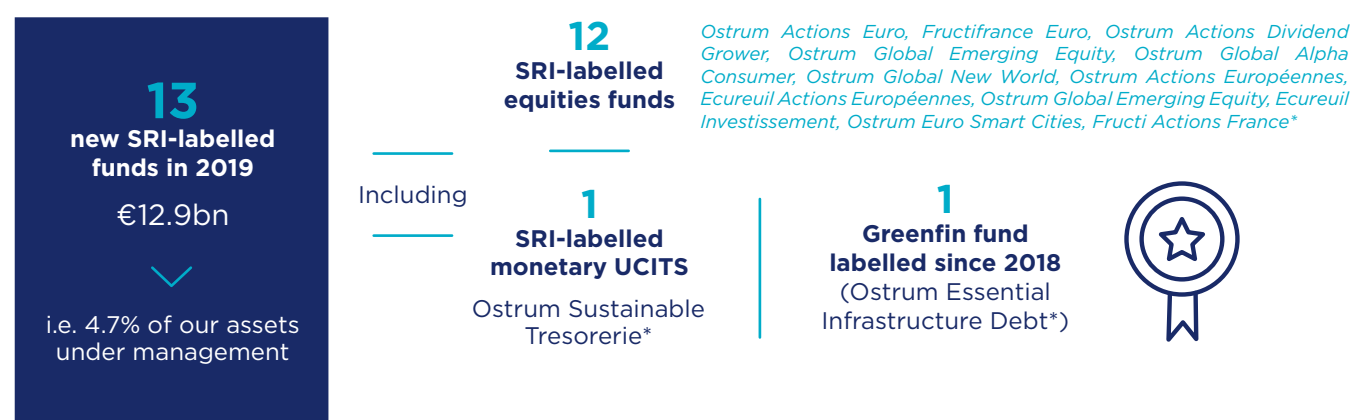 13
new SRI-labelled
funds in 2019
€12.9bn
i.e. 4.7% of our assets
under management
Including
12
SRI-labelled
equities funds
Ostrum Actions Euro, Fructifrance Euro, Ostrum Actions Dividend
Grower, Ostrum Global Emerging Equity, Ostrum Global Alpha
Consumer, Ostrum Global New World, Ostrum Actions Européennes,
Ecureuil Actions Européennes, Ostrum Global Emerging Equity, Ecureuil
Investissement, Ostrum Euro Smart Cities, Fructi Actions France*
1
SRI-labelled
monetary UCITS
Ostrum Sustainable
Tresorerie*
1
Greenfin fund
labelled since 2018
(Ostrum Essential
Infrastructure Debt*)